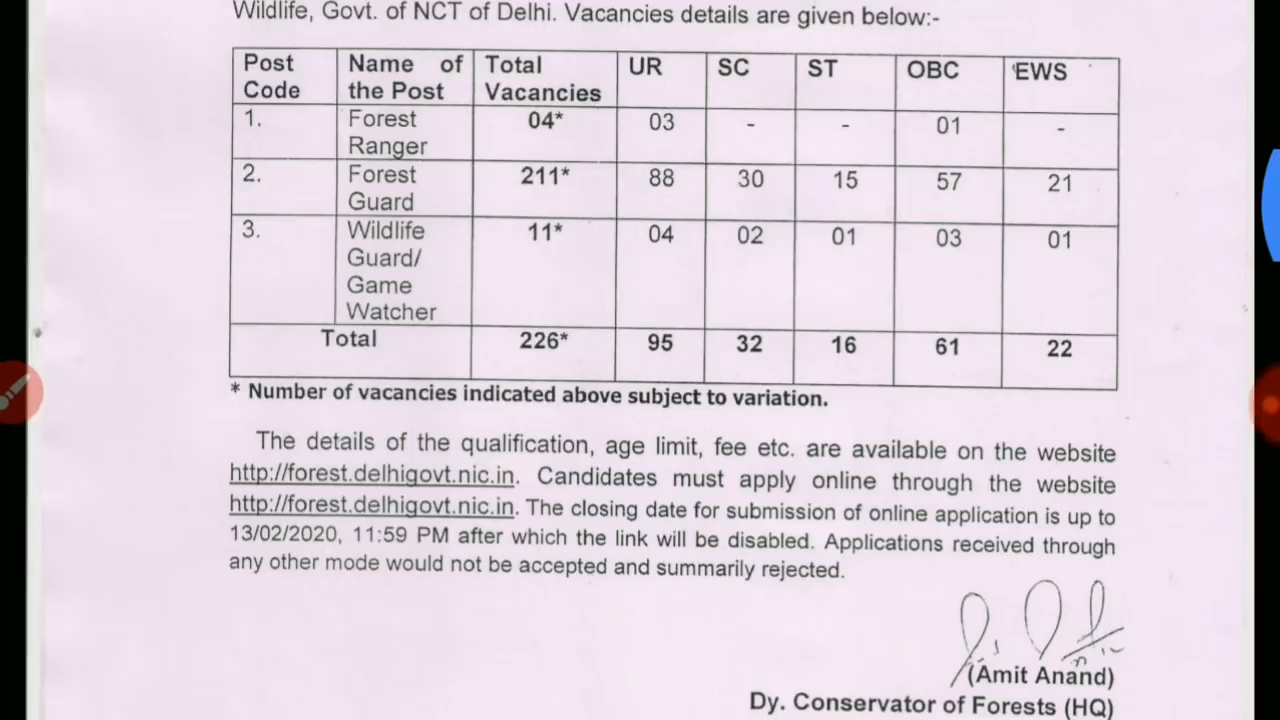 Wildlife, Govt. of NCT of Delhi. Vacancies details are given below:-
Post Code Name of the Post Total Vacancies UR SC ST OBC EWS
1. Forest Ranger 04* 03 - - 01 -
2. Forest Guard 211* 88 30 15 57 21
3. Wildlife Guard/ Game Watcher 11* 04 02 01 03 01
Total 226* 95 32 16 61 22
* Number of vacancies indicated above subject to variation.
The details of the qualification, age limit, fee etc. are available on the website
http://forest.delhigovt.nic.in. Candidates must apply online through the website
http://forest.delhigovt.nic.in. The closing date for submission of online application is up to
13/02/2020, 11:59 PM after which the link will be disabled. Applications received through
any other mode would not be accepted and summarily rejected.
(Amit Anand)
Dy. Conservator of Forests (HQ)